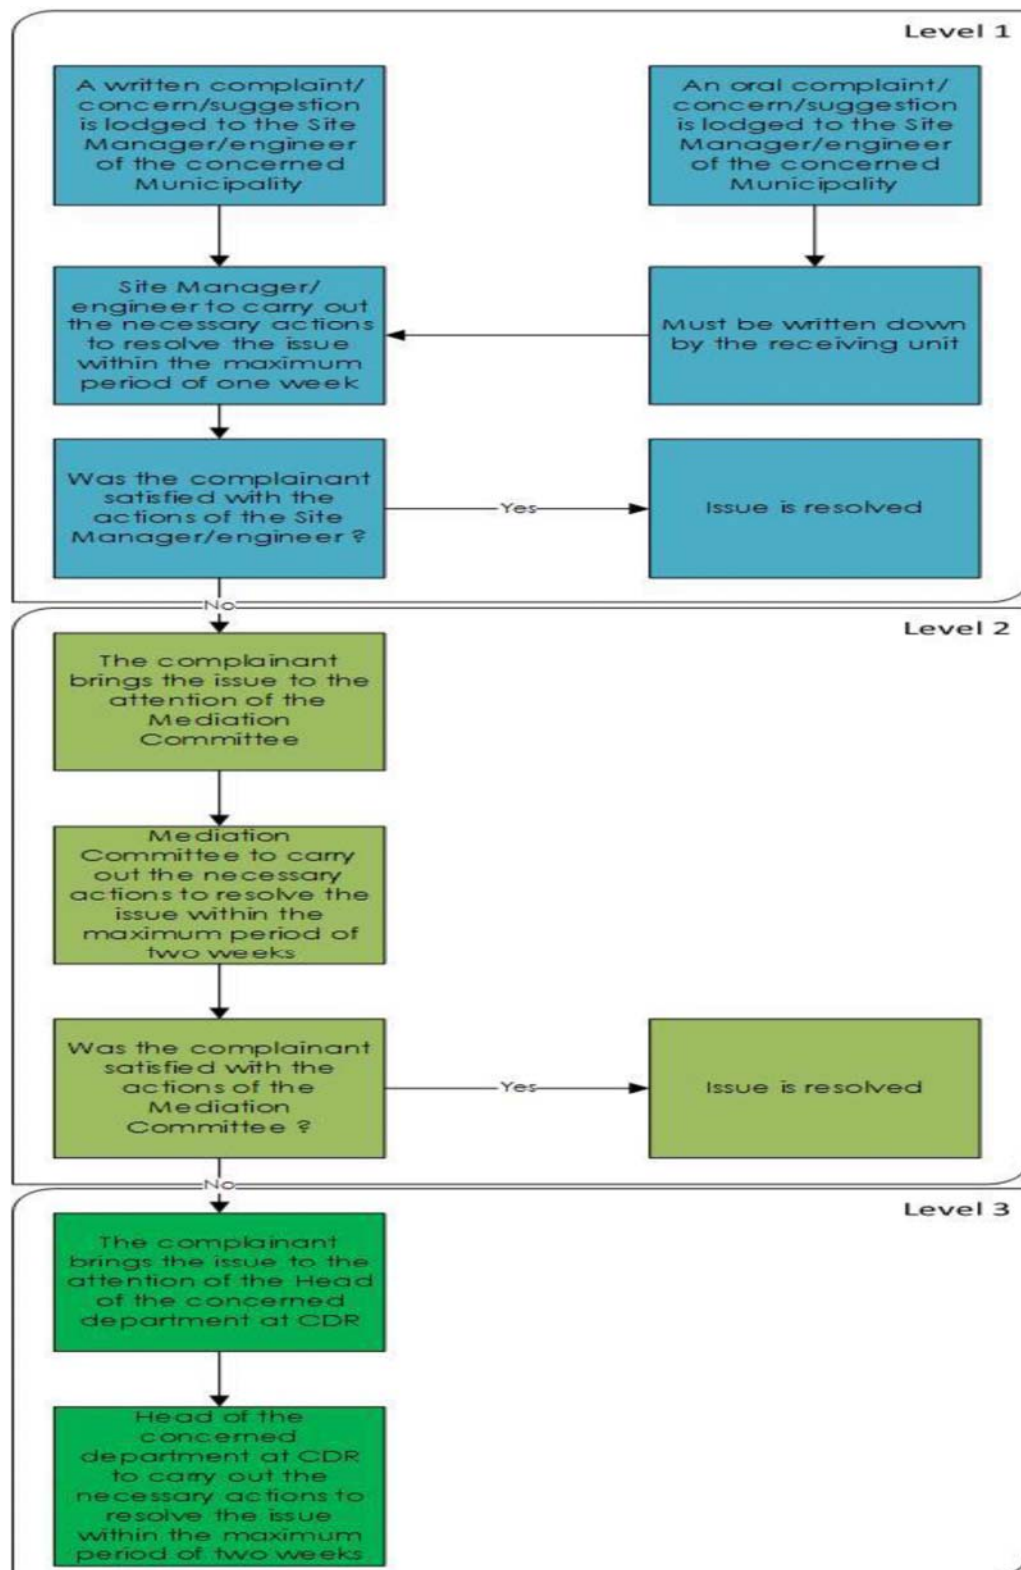 Level 1
A written complaint/
concern/suggestion
is lodged to the Site
Manager/engineer
of the concerned
Municipality
An oral complaint/
concern/suggestion
is lodged to the Site
Manager/engineer
of the concerned
Municipality
Site Manager/
engineer to carry out
the necessary actions
to resolve the issue
within the maximum
period of one week
Must be written down
by the receiving unit
Was the complainant
satisfied with the
actions of the Site
Manager/engineer ?
Yes
Issue is resolved
No
Level 2
The complainant
brings the issue to the
attention of the
Mediation
Committee
Mediation
Committee to carry
out the necessary
actions to resolve the
issue within the
maximum period of
two weeks
Was the complainant
satisfied with the
actions of the
Mediation
Committee ?
Yes
Issue is resolved
No
Level 3
The complainant
brings the issue to the
attention of the Head
of the concerned
department at CDR
Head of the
concerned
department at CDR
to carry out the
necessary actions to
resolve the issue
within the maximum
period of two weeks